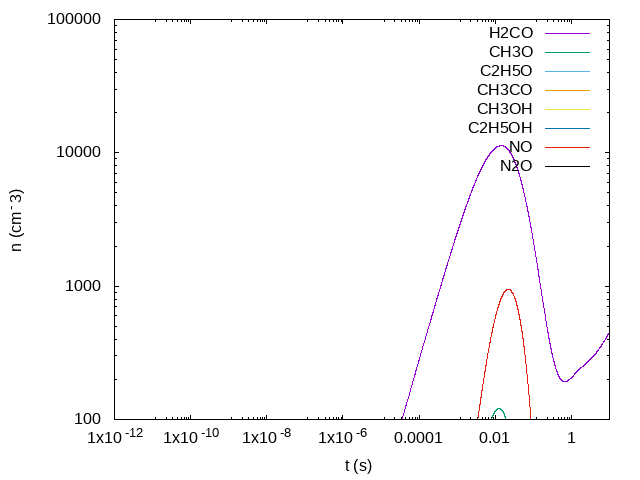 100000
10000
1000
100
n (cm-3)
H2CO
CH3O
C2H5O
CH3CO
CH3OH
C2H5OH
NO
N2O
1x10-12 1x10-10 1x10-8 1x10-6 0.0001 0.01 1
t (s)